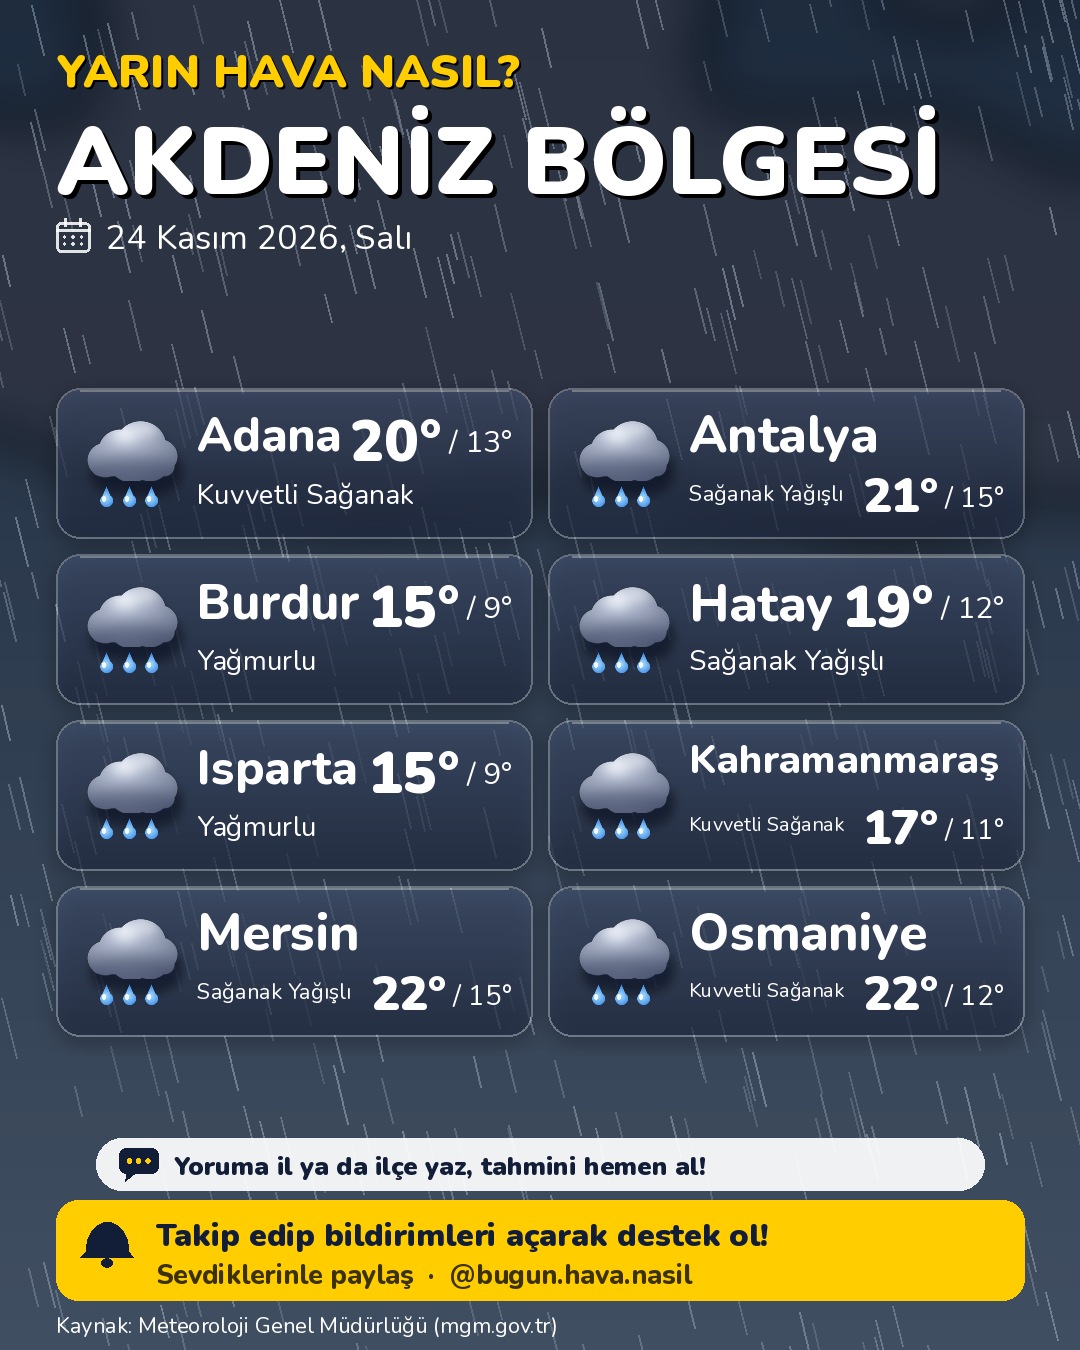 YARIN HAVA NASIL?
AKDENİZ BÖLGESİ
24 Kasım 2026, Salı
Adana 20° / 13°
Kuvvetli Sağanak
Antalya
Sağanak Yağışlı 21° / 15°
Burdur 15° / 9°
Yağmurlu
Hatay 19° / 12°
Sağanak Yağışlı
Isparta 15° / 9°
Yağmurlu
Kahramanmaraş
Kuvvetli Sağanak 17° / 11°
Mersin
Sağanak Yağışlı 22° / 15°
Osmaniye
Kuvvetli Sağanak 22° / 12°
Yoruma il ya da ilçe yaz, tahmini hemen al!
Takip edip bildirimleri açarak destek ol!
Sevdiklerinle paylaş · @bugun.hava.nasil
Kaynak: Meteoroloji Genel Müdürlüğü (mgm.gov.tr)